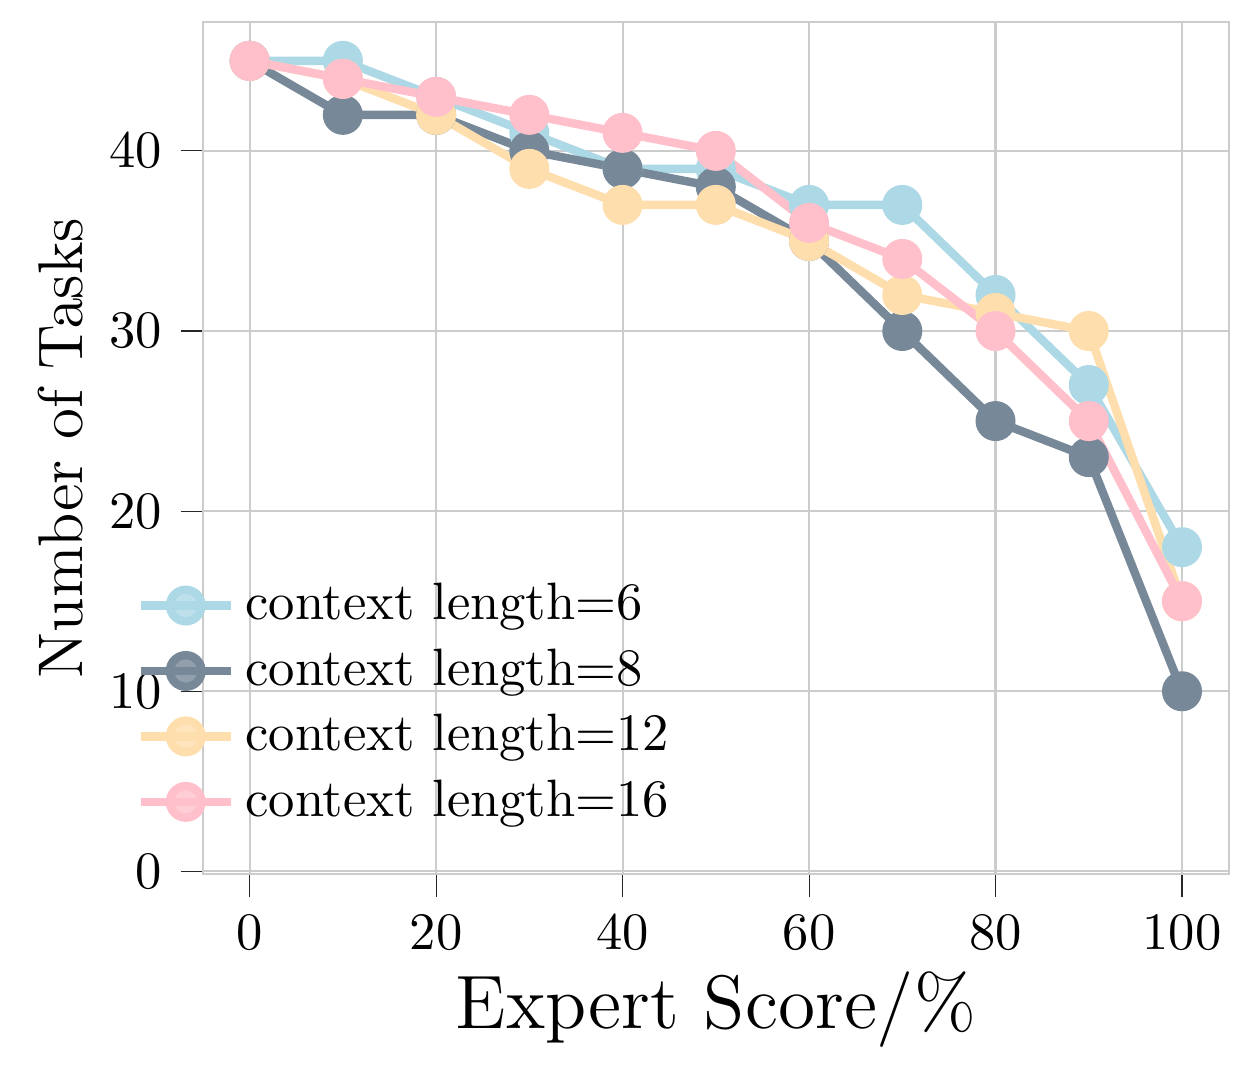 Number of Tasks
40
30
20
10
0
context length=6
context length=8
context length=12
context length=16
0 20 40 60 80 100
Expert Score/%